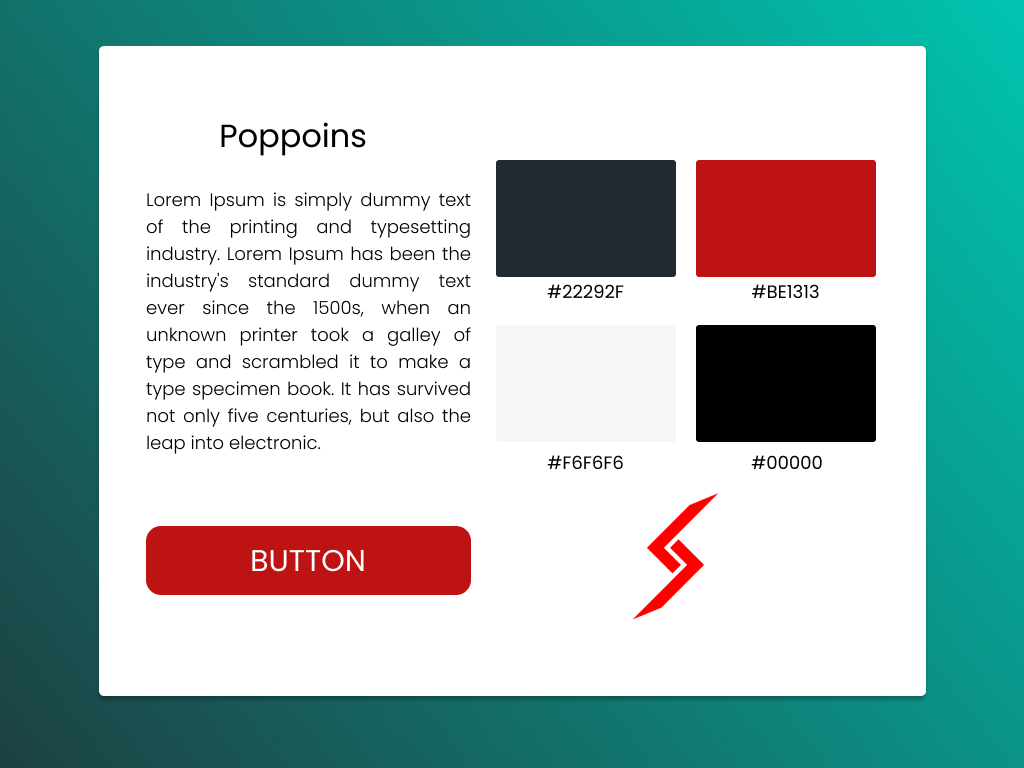 Poppoins
Lorem Ipsum is simply dummy text
of the printing and typesetting
industry. Lorem Ipsum has been the
industry's standard dummy text
ever since the 1500s, when an
unknown printer took a galley of
type and scrambled it to make a
type specimen book. It has survived
not only five centuries, but also the
leap into electronic.
BUTTON
#22292F
#BE1313
#F6F6F6
#00000